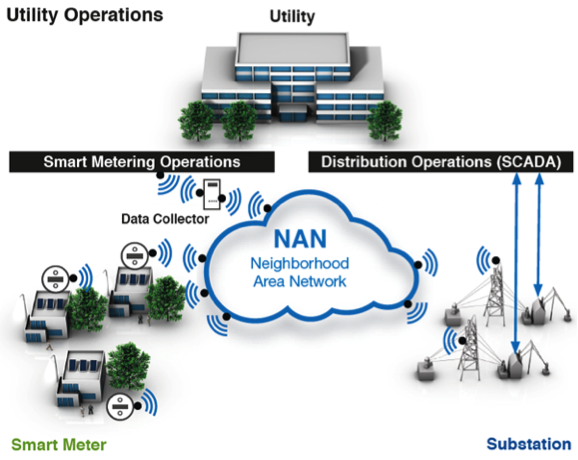 Utility Operations
Utility
Smart Metering Operations
Distribution Operations (SCADA)
Data Collector
NAN
Neighborhood
Area Network
Smart Meter
Substation